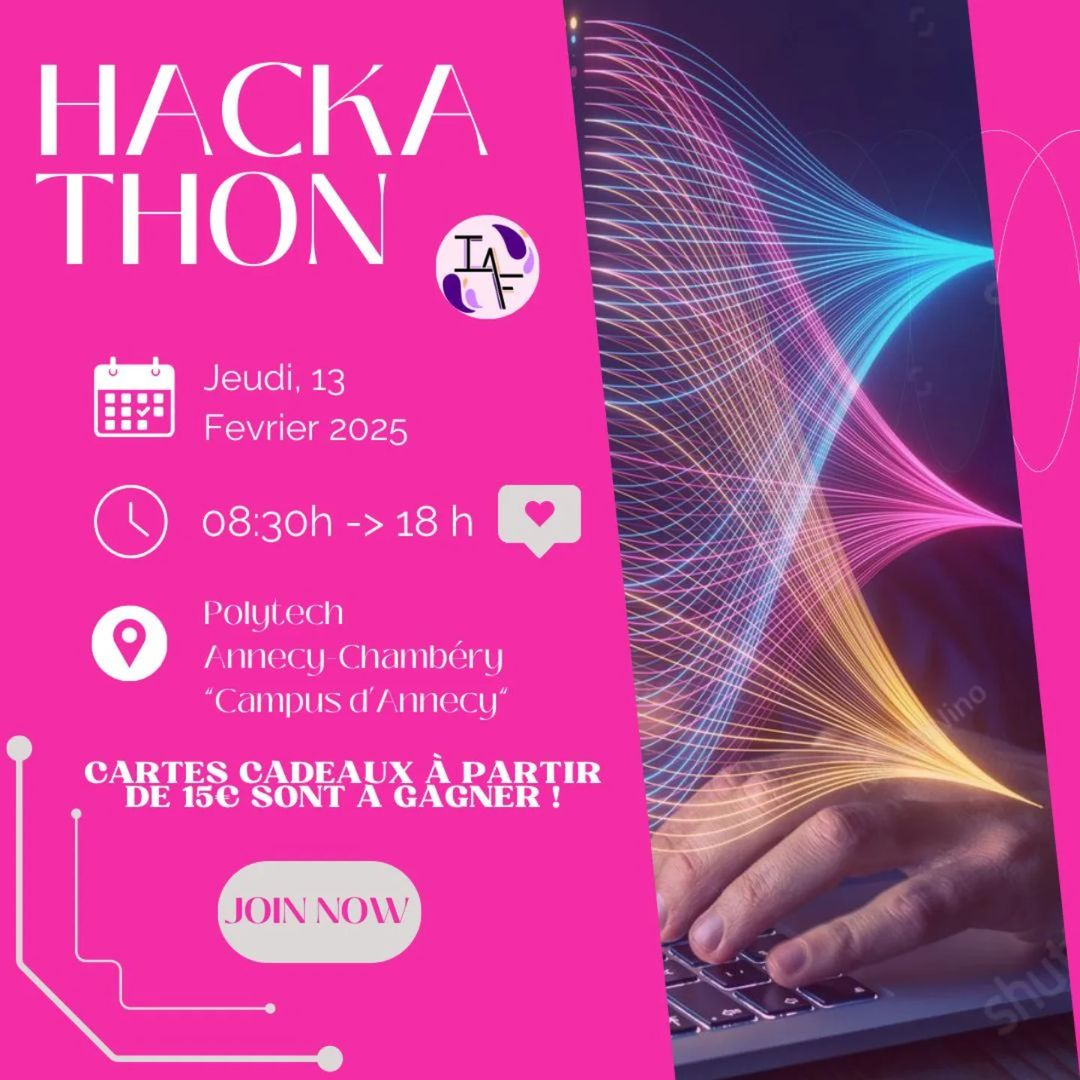 HACKA
THON
IAF
Jeudi, 13
Fevrier 2025
08:30h -> 18 h
Polytech
Annecy-Chambéry
“Campus d’Annecy“
CARTES CADEAUX À PARTIR
DE 15€ SONT A GAGNER !
JOIN NOW